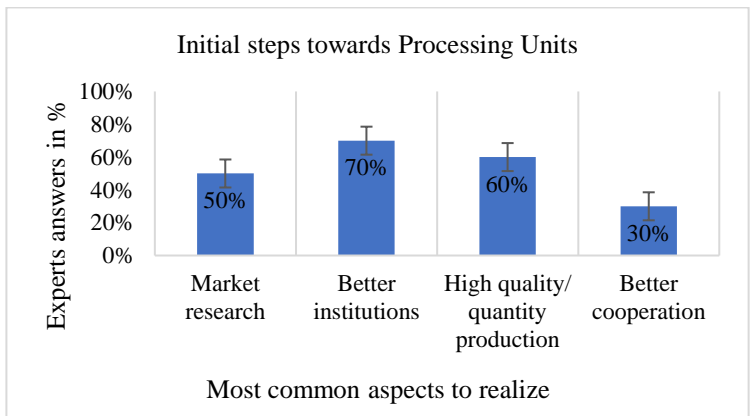 Initial steps towards Processing Units
Experts answers in %
100%
80%
60%
40%
20%
0%
50%
70%
60%
30%
Market
research
Better
institutions
High quality/
quantity
production
Better
cooperation
Most common aspects to realize